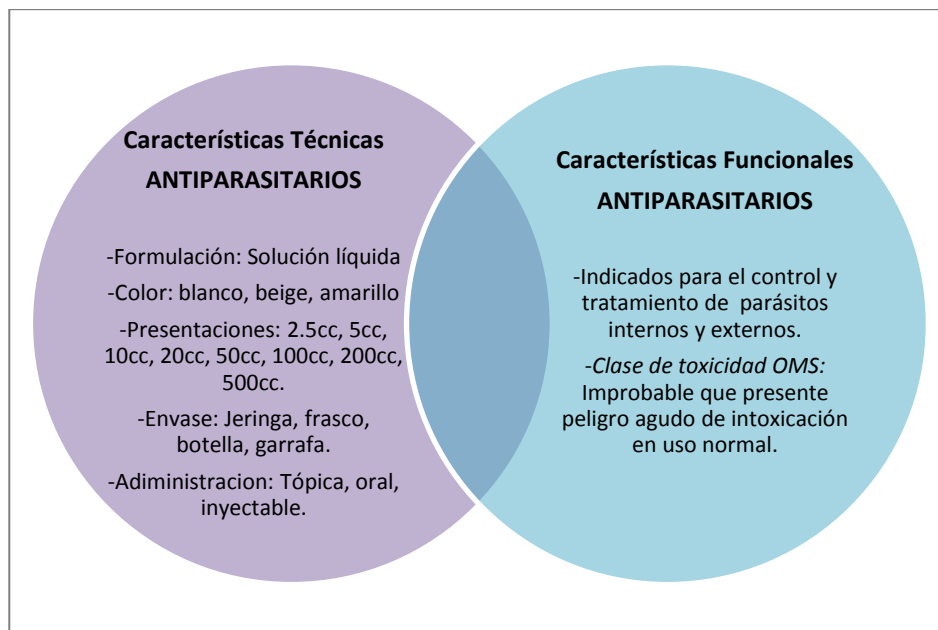 Características Técnicas
ANTIPARASITARIOS
-Formulación: Solución líquida
-Color: blanco, beige, amarillo
-Presentaciones: 2.5cc, 5cc,
10cc, 20cc, 50cc, 100cc, 200cc,
500cc.
-Envase: Jeringa, frasco,
botella, garrafa.
-Adiministracion: Tópica, oral,
inyectable.
Características Funcionales
ANTIPARASITARIOS
-Indicados para el control y
tratamiento de parásitos
internos y externos.
-Clase de toxicidad OMS:
Improbable que presente
peligro agudo de intoxicación
en uso normal.